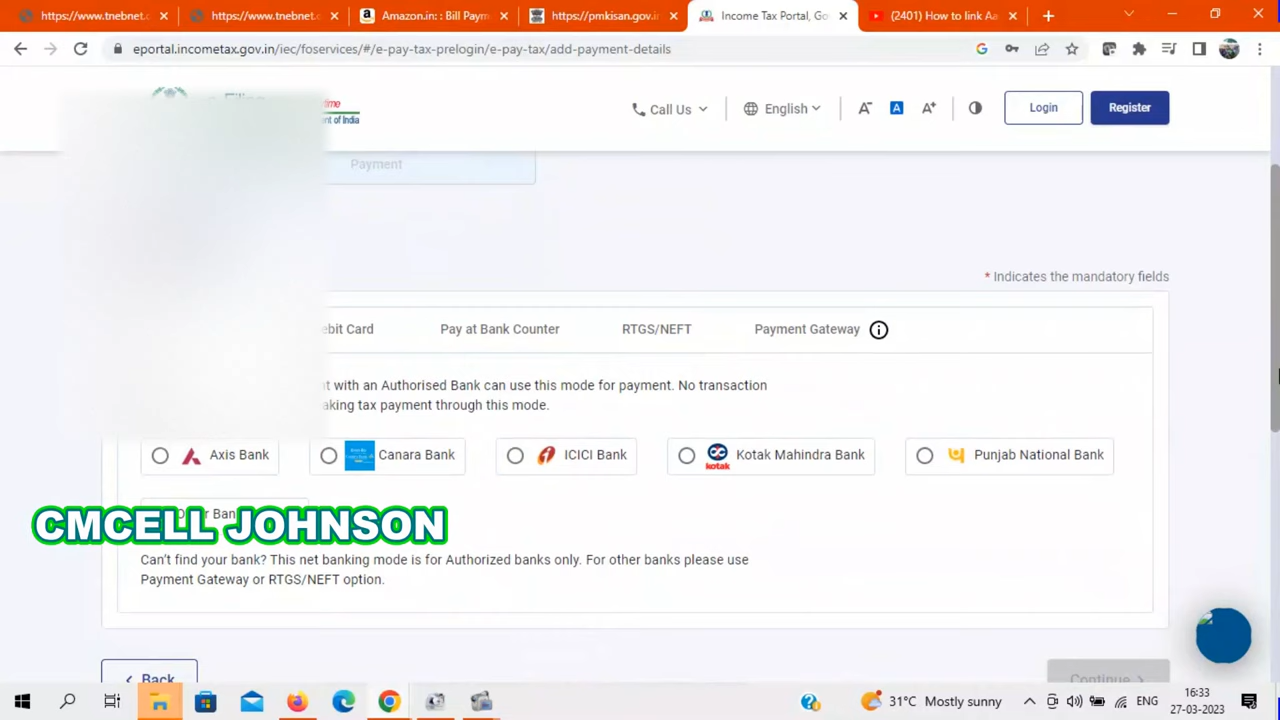 https://www.tnebnet.c
https://www.tnebnet.c
Amazon.in: : Bill Paym
https://pmkisan.gov.in
Income Tax Portal, Go
(2401) How to link Aa
eportal.incometax.gov.in/iec/foservices/#/e-pay-tax-prelogin/e-pay-tax/add-payment-details
Call Us
English
A-
A
A+
Login
Register
ent of India
Payment
* Indicates the mandatory fields
ebit Card
Pay at Bank Counter
RTGS/NEFT
Payment Gateway
t with an Authorised Bank can use this mode for payment. No transaction
aking tax payment through this mode.
Axis Bank
Canara Bank
ICICI Bank
kotak
Kotak Mahindra Bank
Punjab National Bank
CMCELL JOHNSON
Can't find your bank? This net banking mode is for Authorized banks only. For other banks please use
Payment Gateway or RTGS/NEFT option.
< Back
Continue >
31°C Mostly sunny
ENG
16:33
27-03-2023